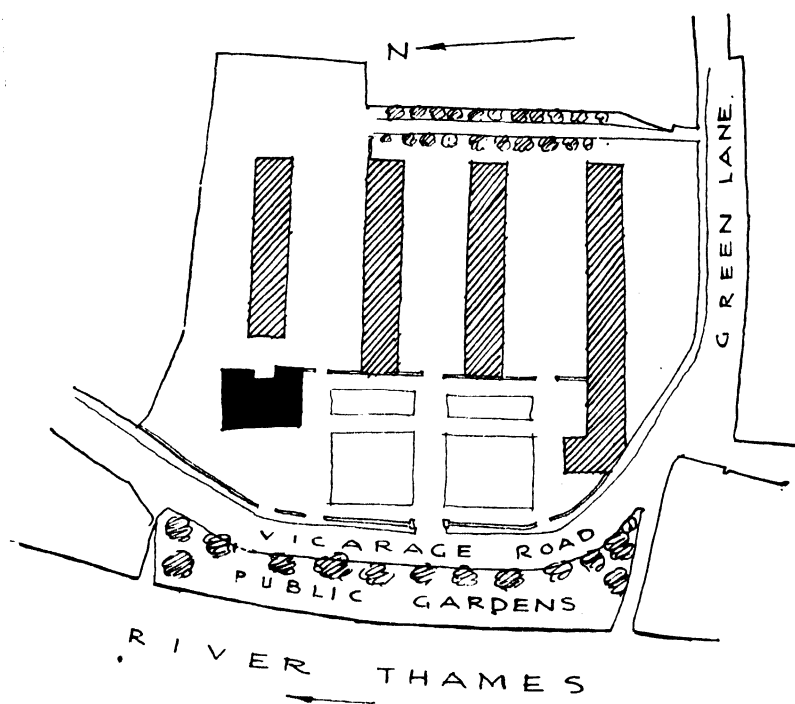 N
GREEN LANE.
VICARAGE ROAD
PUBLIC GARDENS
RIVER THAMES